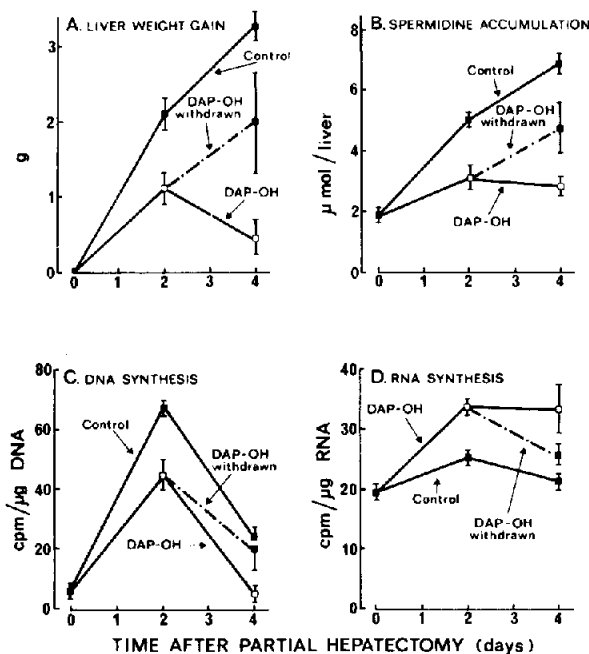 A. LIVER WEIGHT GAIN
3
2
1
0
g
0 1 2 3 4
Control
DAP-OH
withdrawn
DAP-OH
B. SPERMIDINE ACCUMULATION
8
6
4
2
0
μ mol / liver
0 1 2 3 4
Control
DAP-OH
withdrawn
DAP-OH
C. DNA SYNTHESIS
80
60
40
20
0
cpm/μg DNA
0 1 2 3 4
Control
DAP-OH
withdrawn
DAP-OH
D. RNA SYNTHESIS
40
30
20
10
0
cpm/μg RNA
0 1 2 3 4
DAP-OH
Control
DAP-OH
withdrawn
TIME AFTER PARTIAL HEPATECTOMY (days)